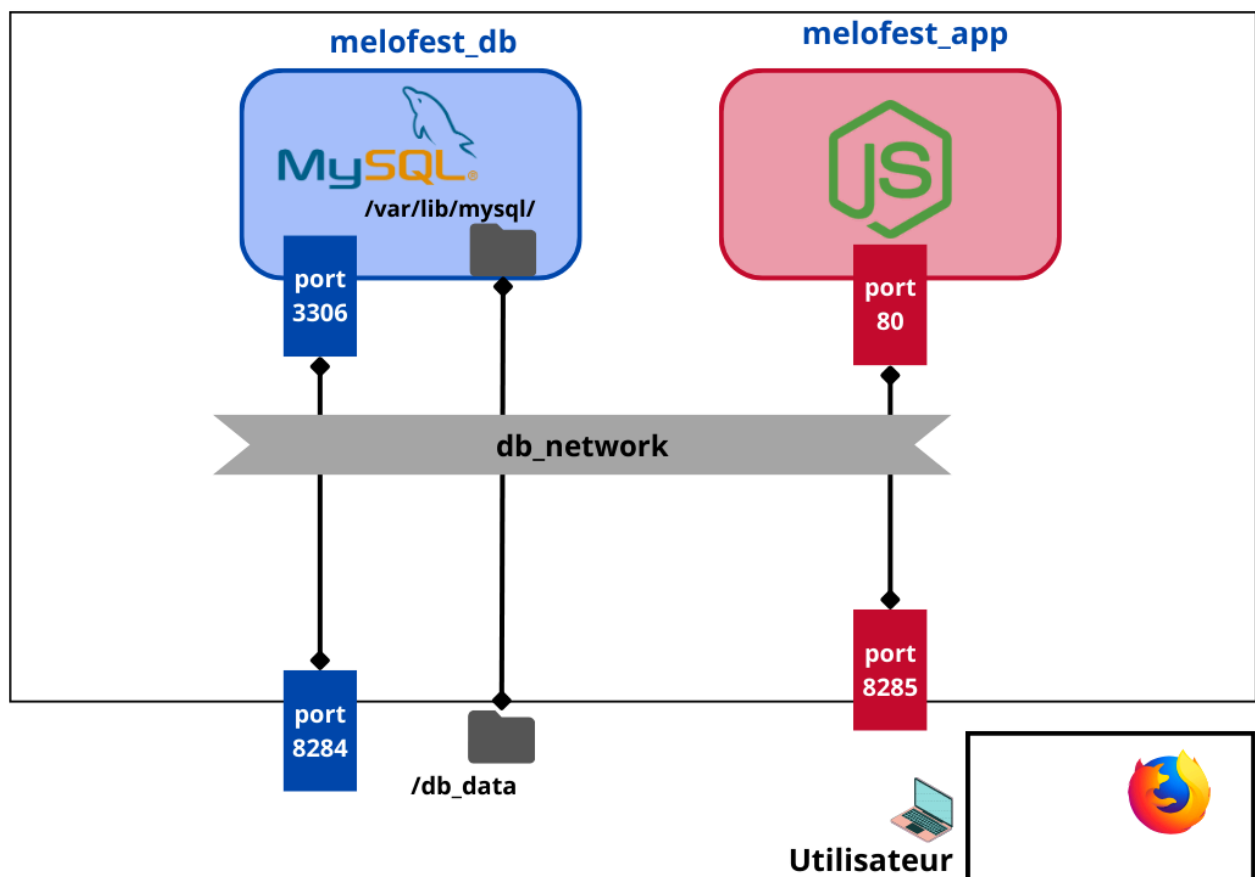 melofest_db
melofest_app
MySQL®
JS
/var/lib/mysql/
port
3306
port
80
db_network
port
8285
port
8284
/db_data
Utilisateur